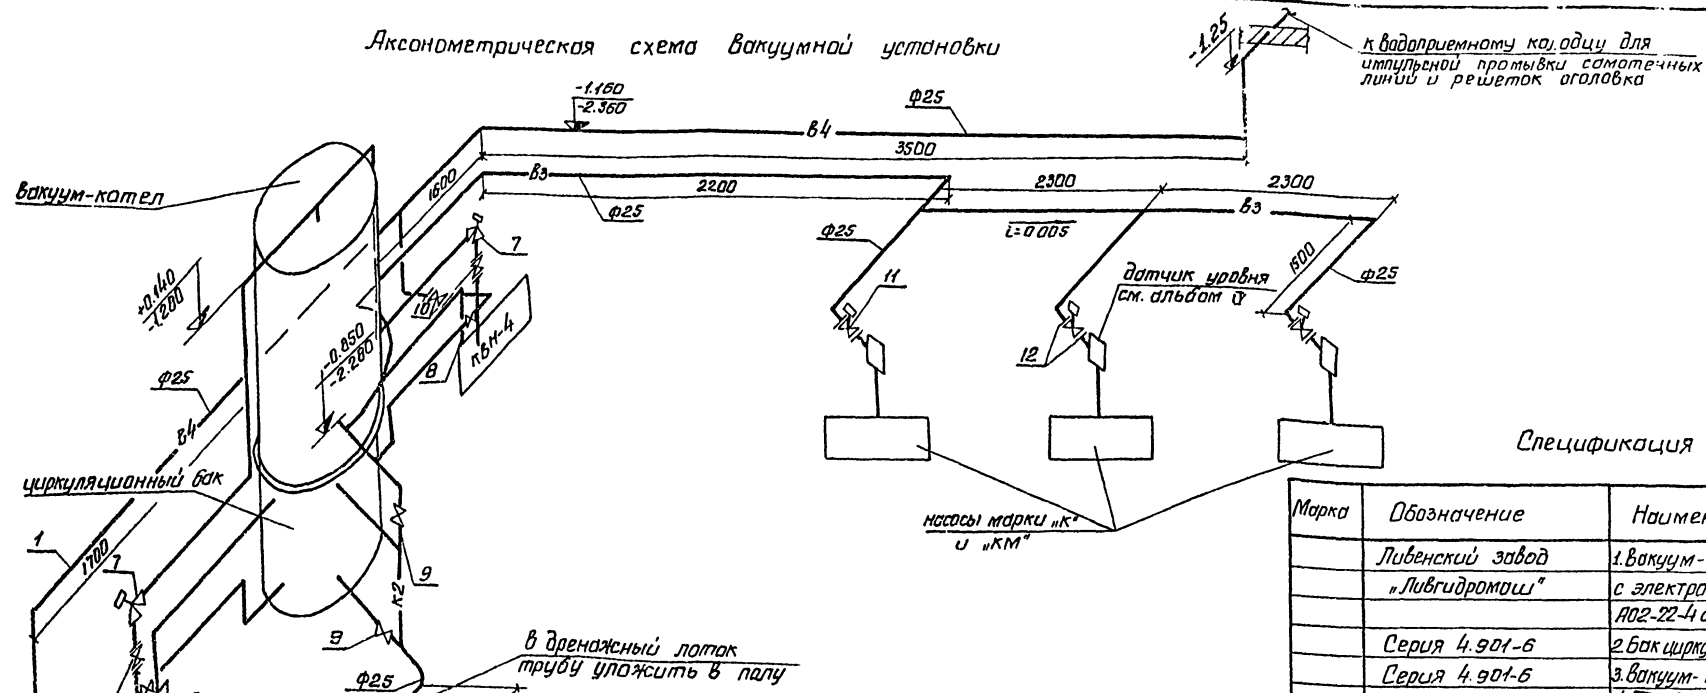 Аксонометрическая схема вакуумной установки
-1.25
к водоприемному колодцу для
импульсной промывки самотечных
линий и решеток оголовка
-1.160
-2.360
ф25
В4
3500
вакуум-котел
1600
В3
2200
ф25
2300
2300
В3
i=0.005
ф25
7
11
датчик уровня
см. альбом
1500
ф25
+0.140
-1.280
10
-0.850
-2.280
КВН-4
8
12
ф25
В4
циркуляционный бак
насосы марки „К"
и „КМ"
1
1700
7
9
К2
9
в дренажный лоток
трубу уложить в полу
ф25
Спецификация
Марка Обозначение Наимен
Ливенский завод 1.Вакуум-
„Ливгидромаш" с электро
АО2-22-4
Серия 4.901-6 2.Бак цирку
Серия 4.901-6 3.Вакуум-